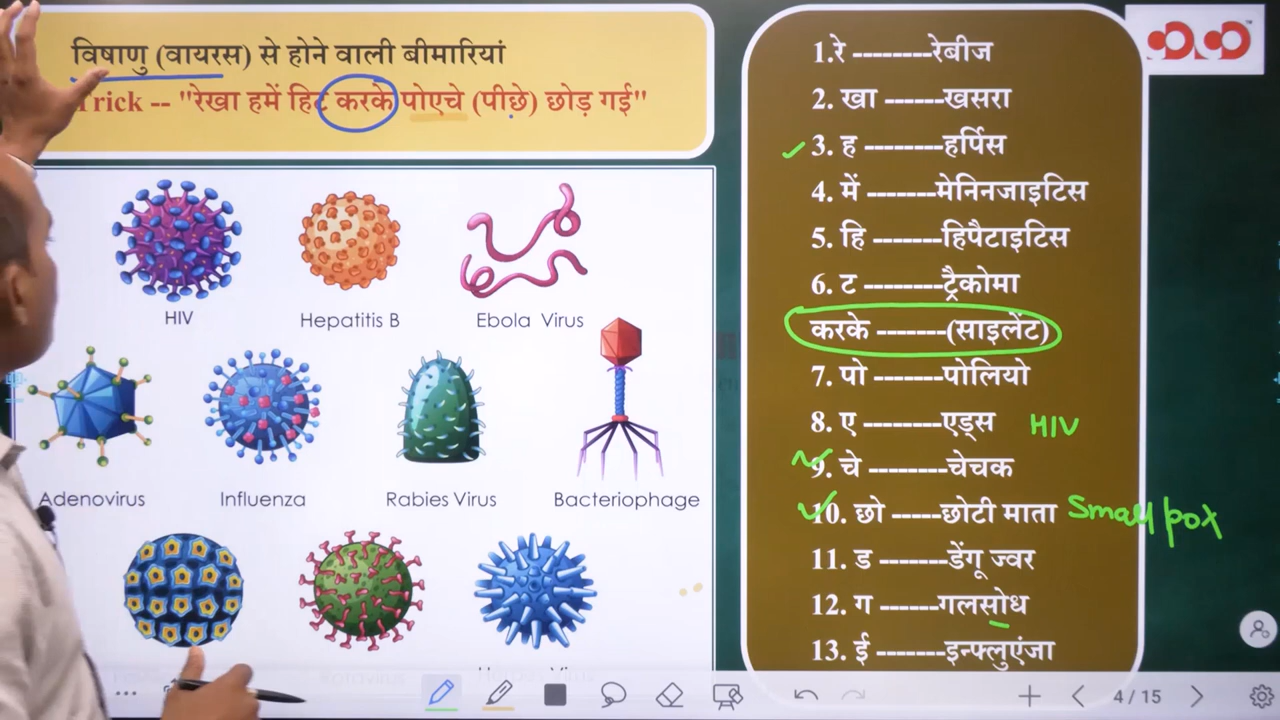 विषाणु (वायरस) से होने वाली बीमारियां
Trick -- "रेखा हमें हिट करके पोएचे (पीछे) छोड़ गई"
HIV
Hepatitis B
Ebola Virus
Adenovirus
Influenza
Rabies Virus
Bacteriophage
1.रे --------रेबीज
2. खा -------खसरा
3. ह --------हर्पिस
4. में -------मेनिनजाइटिस
5. हि -------हिपैटाइटिस
6. ट --------ट्रैकोमा
करके -------(साइलेंट)
7. पो -------पोलियो
8. ए --------एड्स HIV
9. चे --------चेचक
10. छो -----छोटी माता Small pox
11. ड -------डेंगू ज्वर
12. ग ------गलसोध
13. ई -------इन्फ्लुएंजा
4 / 15